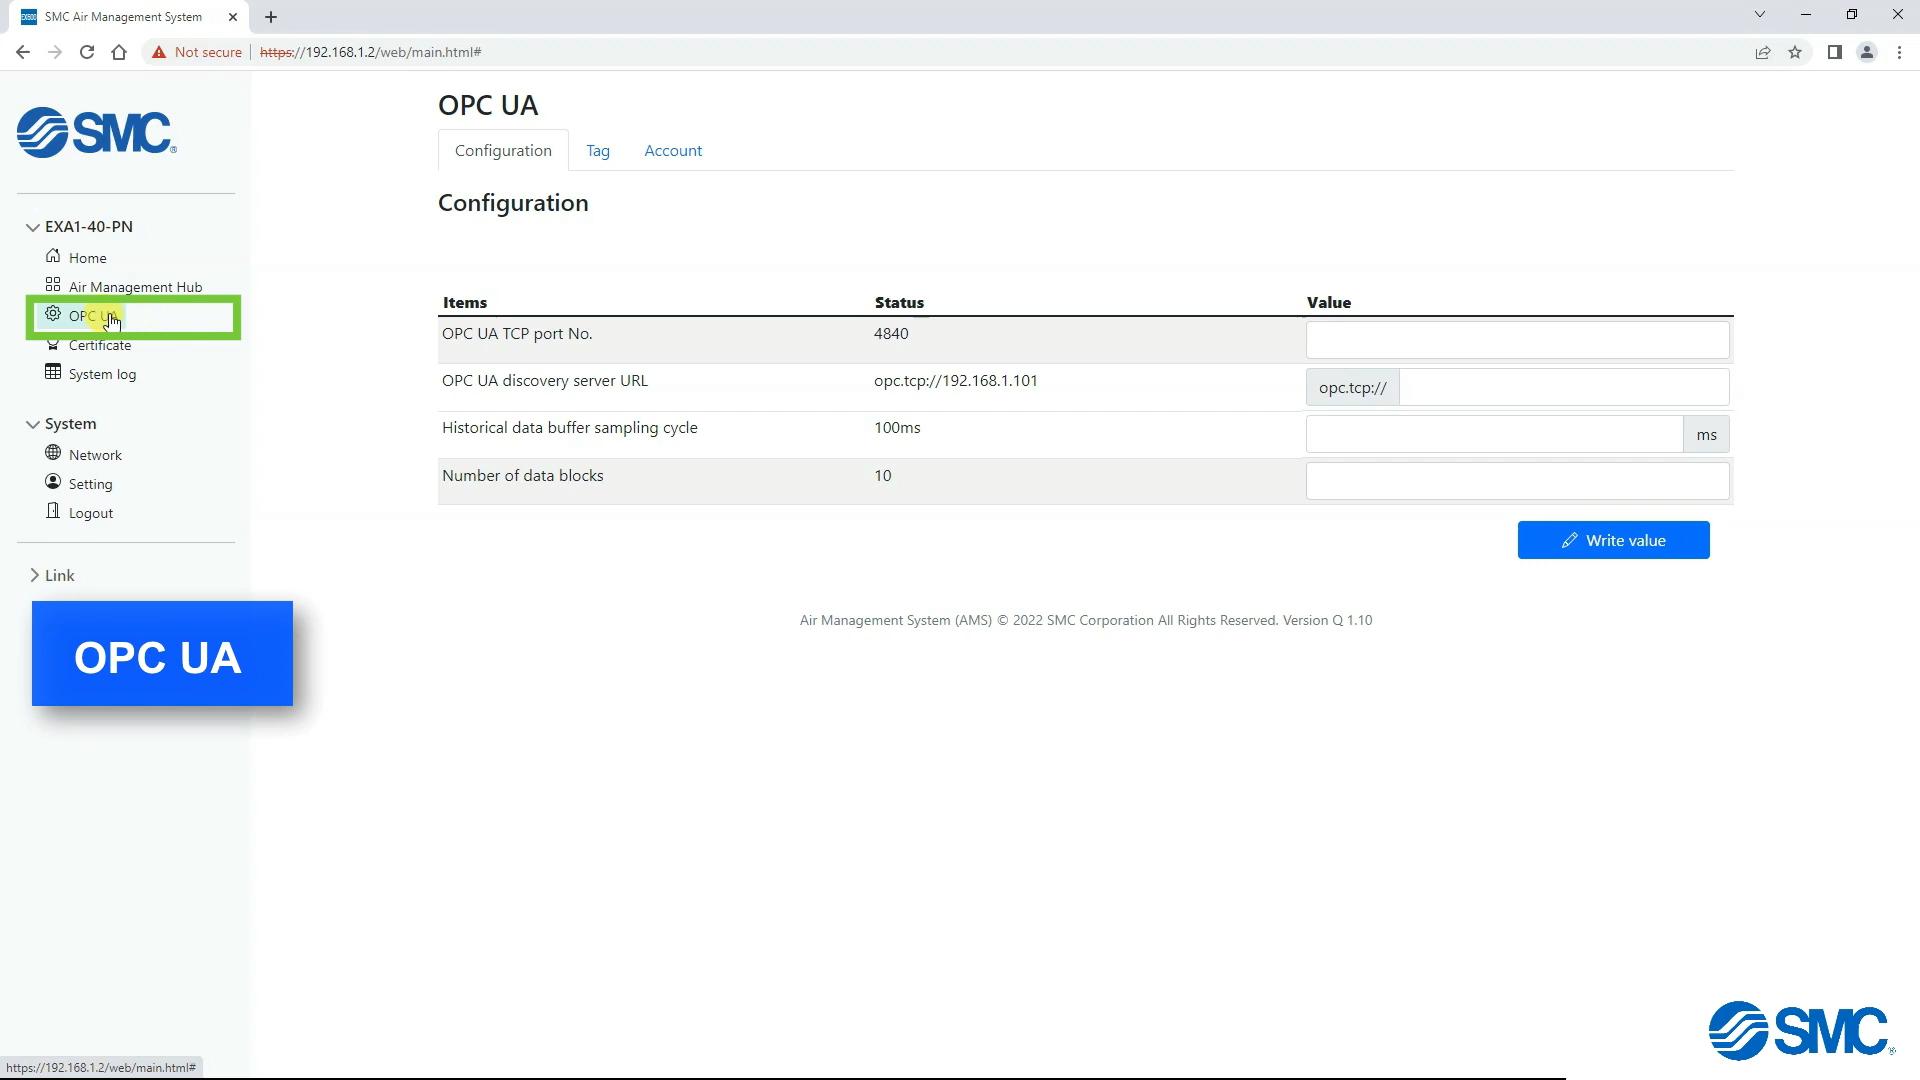 SMC Air Management System
Not secure
https://192.168.1.2/web/main.html#
SMC®
EXA1-40-PN
Home
Air Management Hub
OPC UA
Certificate
System log
System
Network
Setting
Logout
Link
OPC UA
OPC UA
Configuration Tag Account
Configuration
Items Status Value
OPC UA TCP port No. 4840
OPC UA discovery server URL opc.tcp://192.168.1.101 opc.tcp://
Historical data buffer sampling cycle 100ms ms
Number of data blocks 10
Write value
Air Management System (AMS) © 2022 SMC Corporation All Rights Reserved. Version Q 1.10
SMC®
https://192.168.1.2/web/main.html#